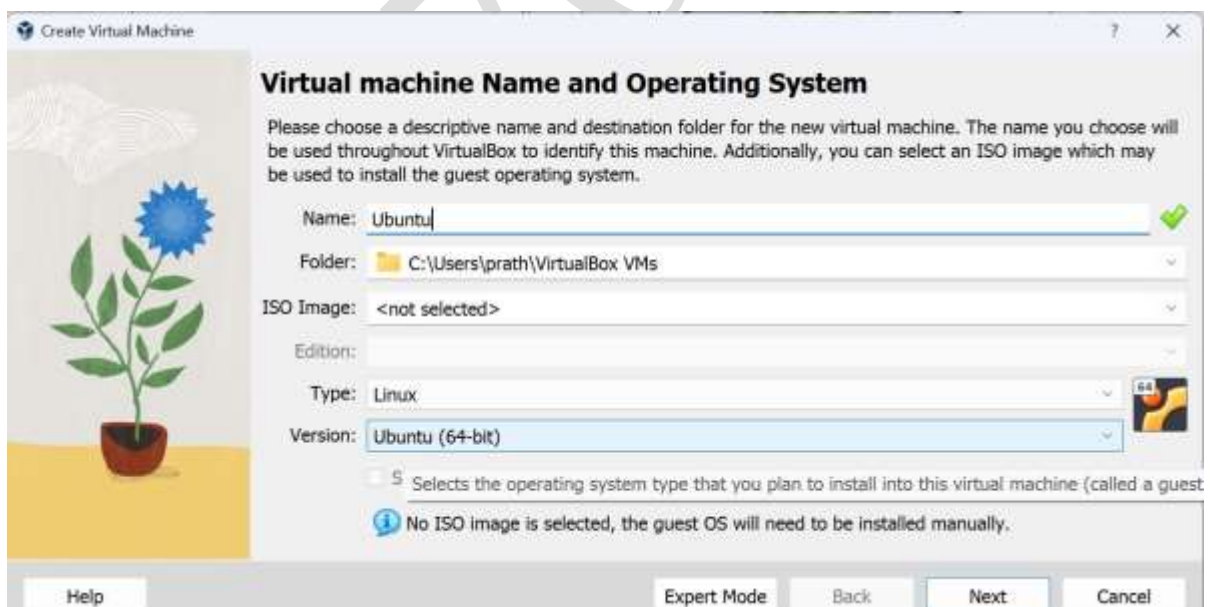 Create Virtual Machine
?
Virtual machine Name and Operating System
Please choose a descriptive name and destination folder for the new virtual machine. The name you choose will
be used throughout VirtualBox to identify this machine. Additionally, you can select an ISO image which may
be used to install the guest operating system.
Name: Ubuntu
Folder: C:\Users\prath\VirtualBox VMs
ISO Image: <not selected>
Edition:
Type: Linux
64
Version: Ubuntu (64-bit)
S Selects the operating system type that you plan to install into this virtual machine (called a guest
No ISO image is selected, the guest OS will need to be installed manually.
Help Expert Mode Back Next Cancel